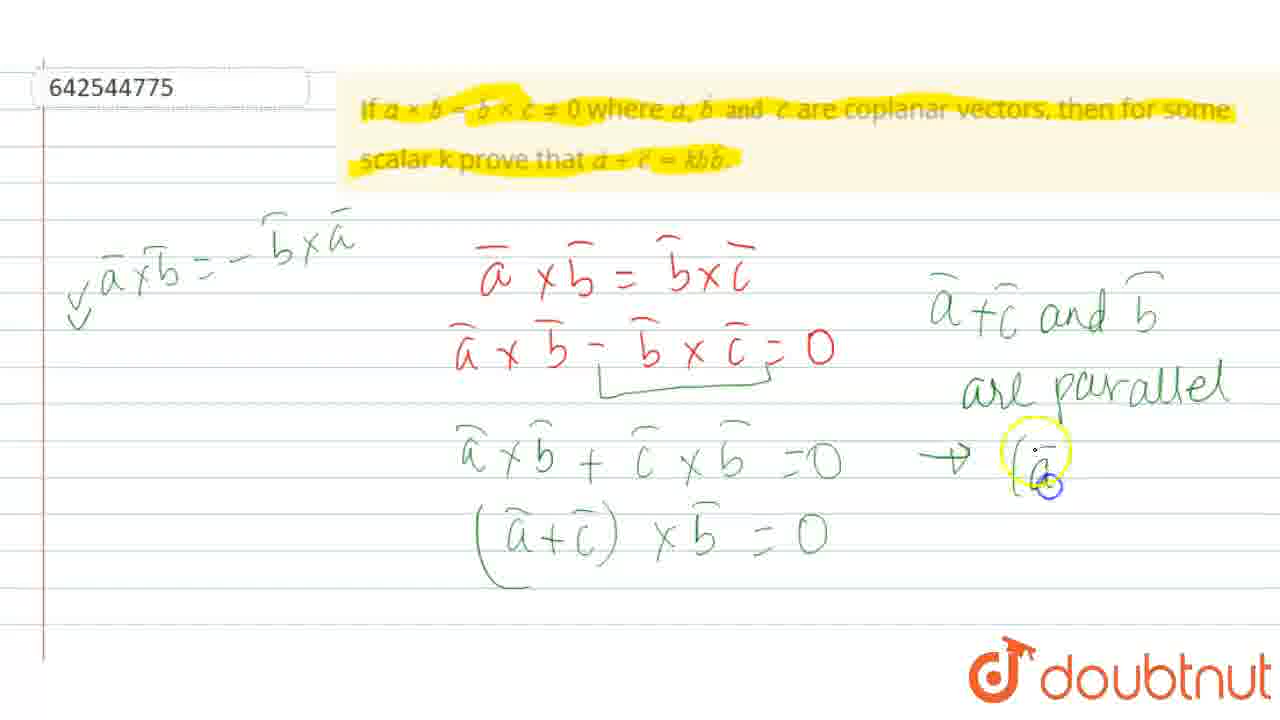 642544775
If a × b = b × c ≠ 0 where a, b and c are coplanar vectors, then for some
scalar k prove that a + c = kbb.
a̅ × b̅ = − b̅ × a̅
a̅ × b̅ = b̅ × c̅
a̅ × b̅ − b̅ × c̅ = 0
a̅ × b̅ + c̅ × b̅ = 0
(a̅ + c̅) × b̅ = 0
a̅ + c̅ and b̅
are parallel
→ (a̅
doubtnut